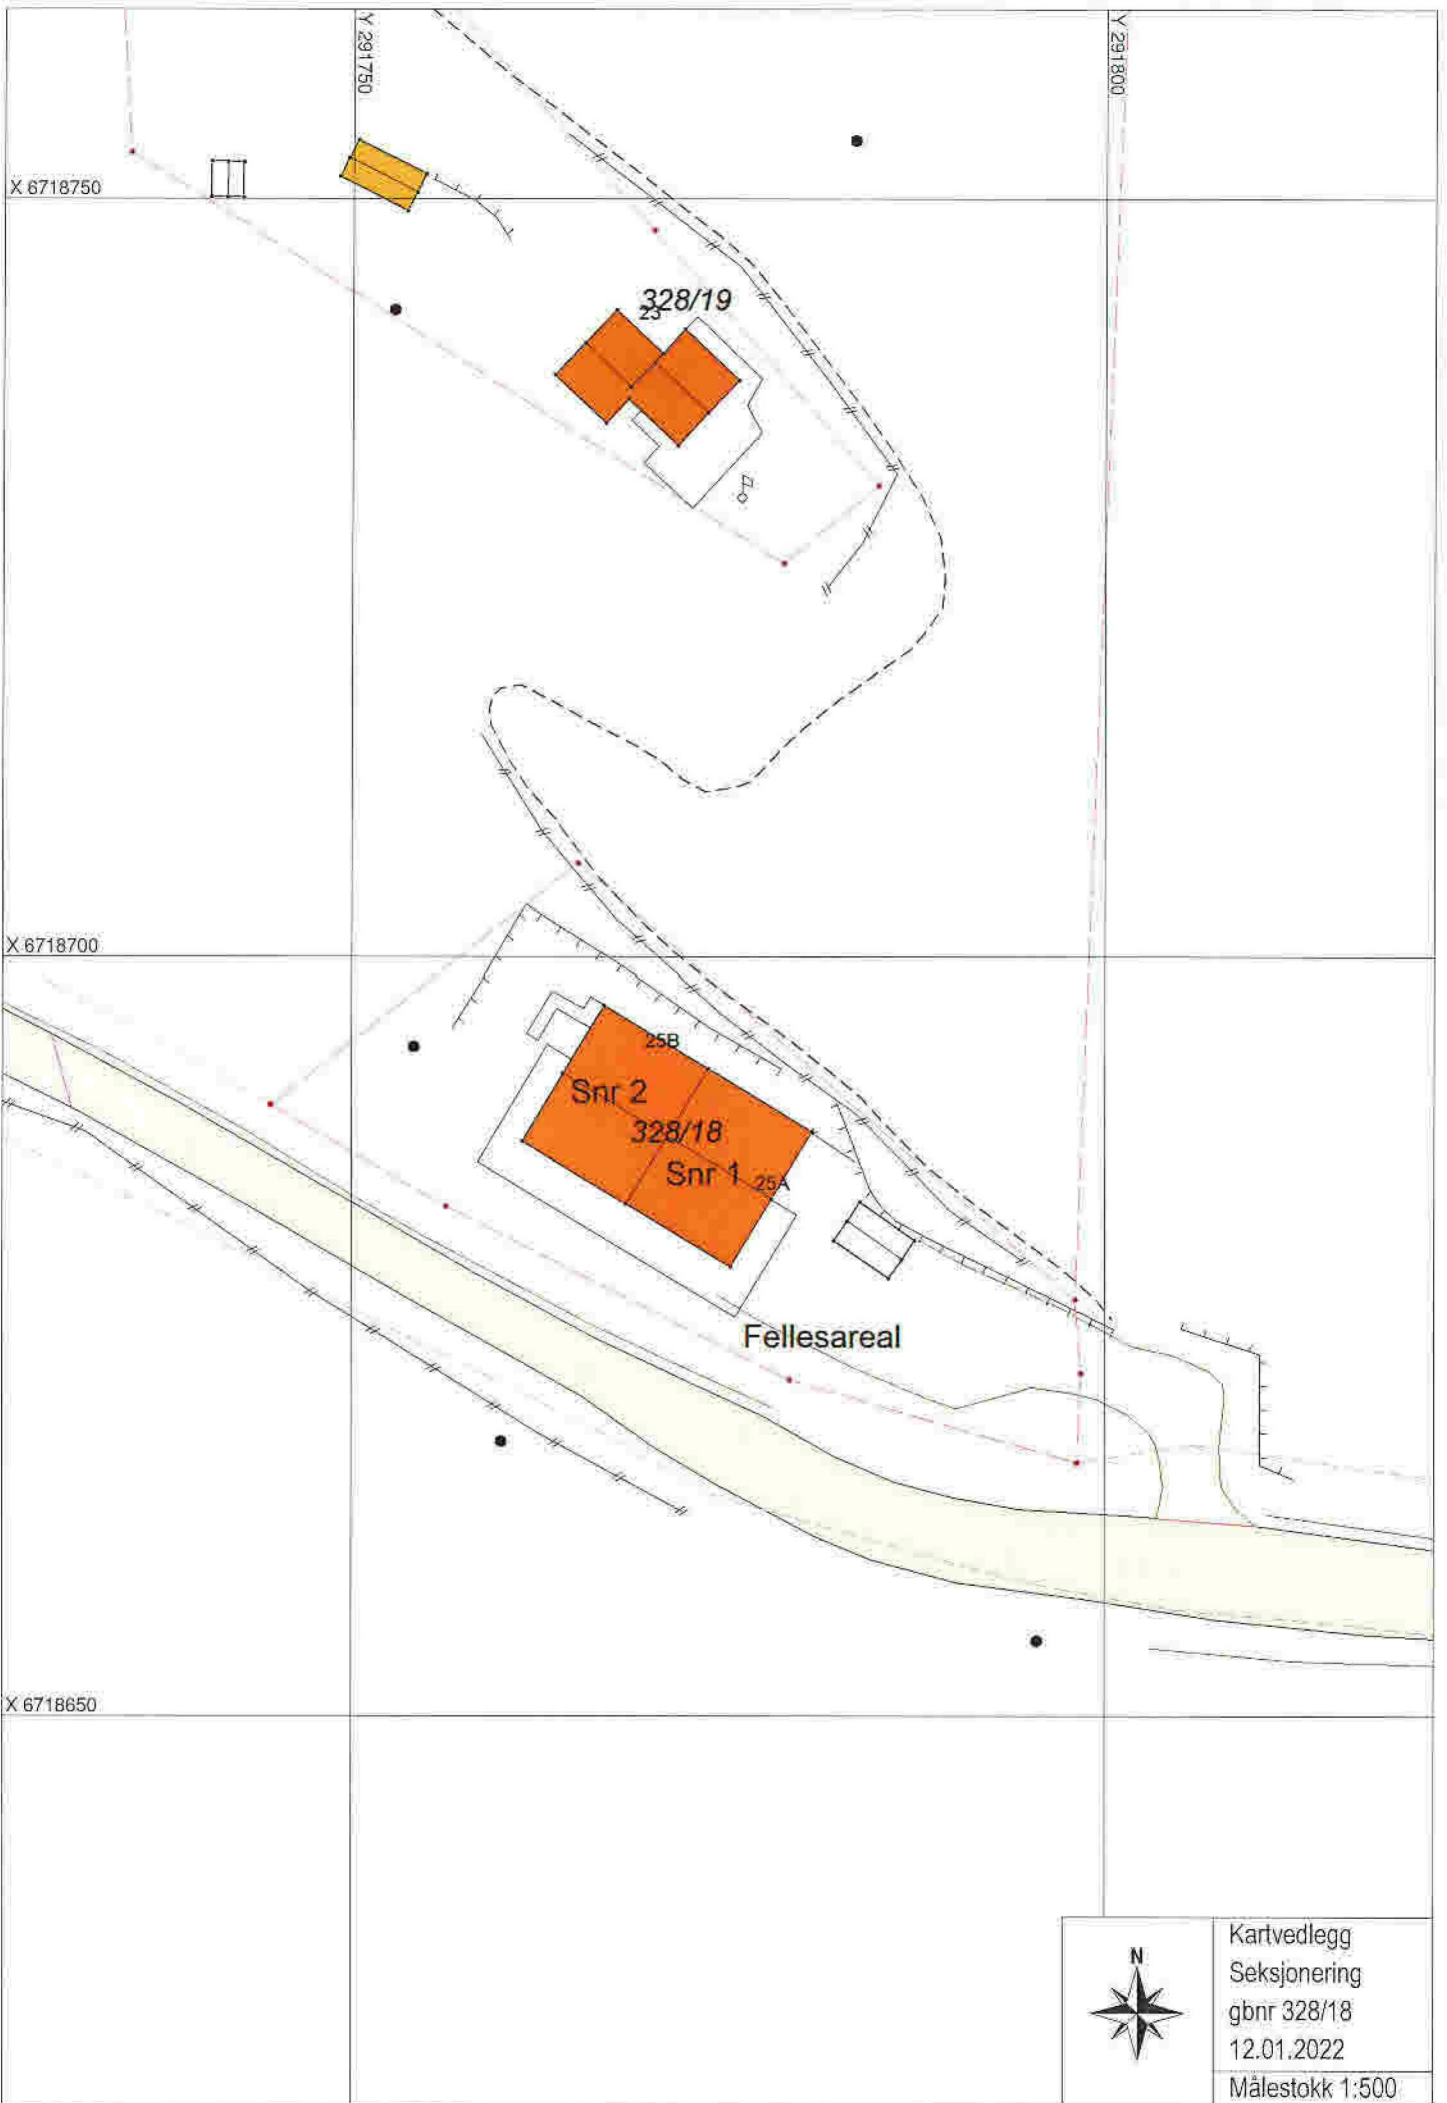 Y 291750
Y 291800
X 6718750
328/19
23
X 6718700
25B
Snr 2
328/18
Snr 1
25A
Fellesareal
X 6718650
N
Kartvedlegg
Seksjonering
gbnr 328/18
12.01.2022
Målestokk 1:500